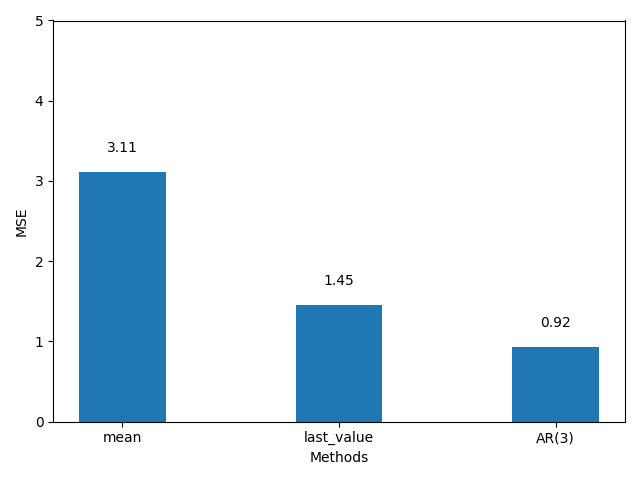 5
4
3
2
1
0
MSE
3.11
1.45
0.92
mean
last_value
AR(3)
Methods